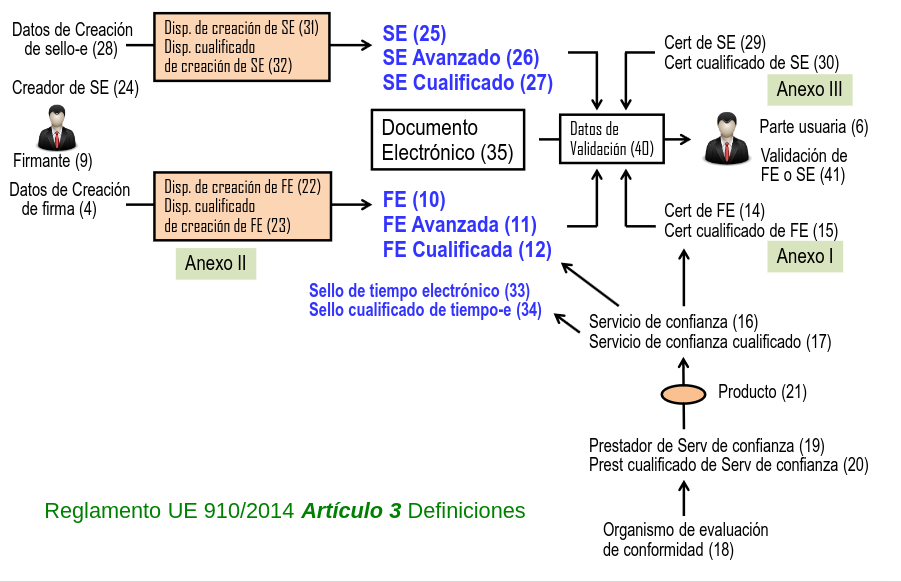 Datos de Creación
de sello-e (28)
Disp. de creación de SE (31)
Disp. cualificado
de creación de SE (32)
SE (25)
SE Avanzado (26)
SE Cualificado (27)
Cert de SE (29)
Cert cualificado de SE (30)
Anexo III
Creador de SE (24)
Firmante (9)
Documento
Electrónico (35)
Datos de
Validación (40)
Parte usuaria (6)
Validación de
FE o SE (41)
Datos de Creación
de firma (4)
Disp. de creación de FE (22)
Disp. cualificado
de creación de FE (23)
Anexo II
FE (10)
FE Avanzada (11)
FE Cualificada (12)
Cert de FE (14)
Cert cualificado de FE (15)
Anexo I
Sello de tiempo electrónico (33)
Sello cualificado de tiempo-e (34)
Servicio de confianza (16)
Servicio de confianza cualificado (17)
Producto (21)
Prestador de Serv de confianza (19)
Prest cualificado de Serv de confianza (20)
Reglamento UE 910/2014 Artículo 3 Definiciones
Organismo de evaluación
de conformidad (18)